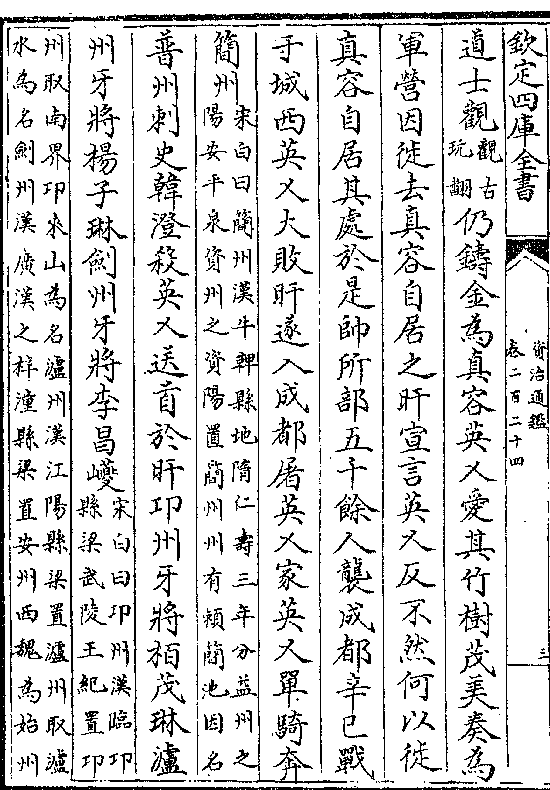 欽定四庫全書
資治通鑑
卷二百二十四
三
道士觀觀古玩翻仍鑄金為真容英乂愛其竹樹茂美奏為
軍營因徙去真容自居之旰宣言英乂反不然何以徙
真容自居其處於是帥所部五千餘人襲成都辛巳戰
于城西英乂大敗旰遂入成都屠英乂家英乂單騎奔
簡州宋白曰簡州漢牛鞞縣地隋仁壽三年分益州之陽安平泉資州之資陽置簡州州有賴簡池因名
普州刺史韓澄殺英乂送首於旰卭州牙將栢茂琳瀘
州牙將楊子琳劍州牙將李昌巙宋白曰卭州漢臨卭縣梁武陵王紀置卭
州取南界卭來山為名瀘州漢江陽縣梁置瀘州取瀘
水為名劍州漢廣漢之梓潼縣梁置安州西魏為始州